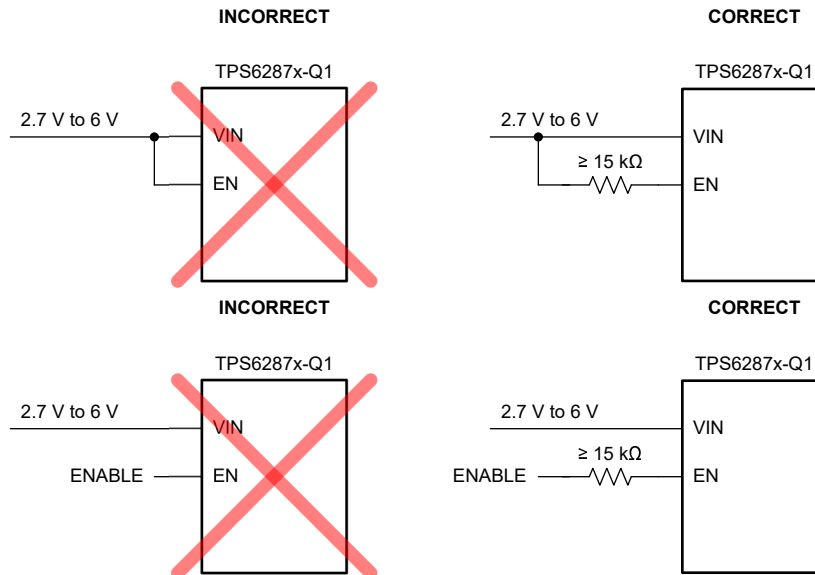 INCORRECT
CORRECT
TPS6287x-Q1
TPS6287x-Q1
2.7 V to 6 V
VIN
EN
2.7 V to 6 V
≥ 15 kΩ
VIN
EN
INCORRECT
CORRECT
TPS6287x-Q1
TPS6287x-Q1
2.7 V to 6 V
VIN
ENABLE
EN
2.7 V to 6 V
VIN
≥ 15 kΩ
ENABLE
EN